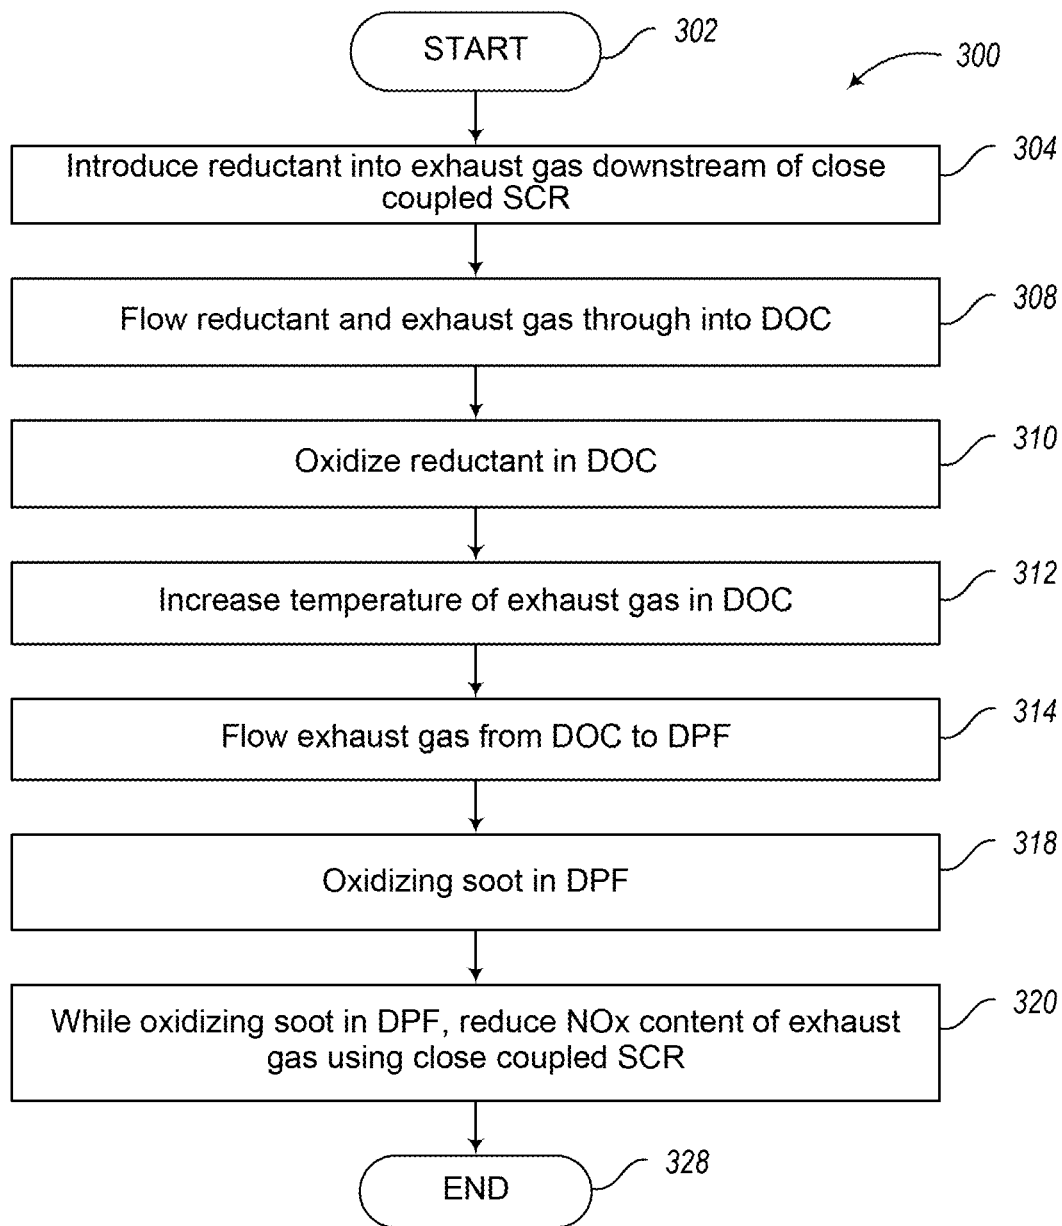 START
302
300
Introduce reductant into exhaust gas downstream of close
coupled SCR
304
Flow reductant and exhaust gas through into DOC
308
Oxidize reductant in DOC
310
Increase temperature of exhaust gas in DOC
312
Flow exhaust gas from DOC to DPF
314
Oxidizing soot in DPF
318
While oxidizing soot in DPF, reduce NOx content of exhaust
gas using close coupled SCR
320
END
328